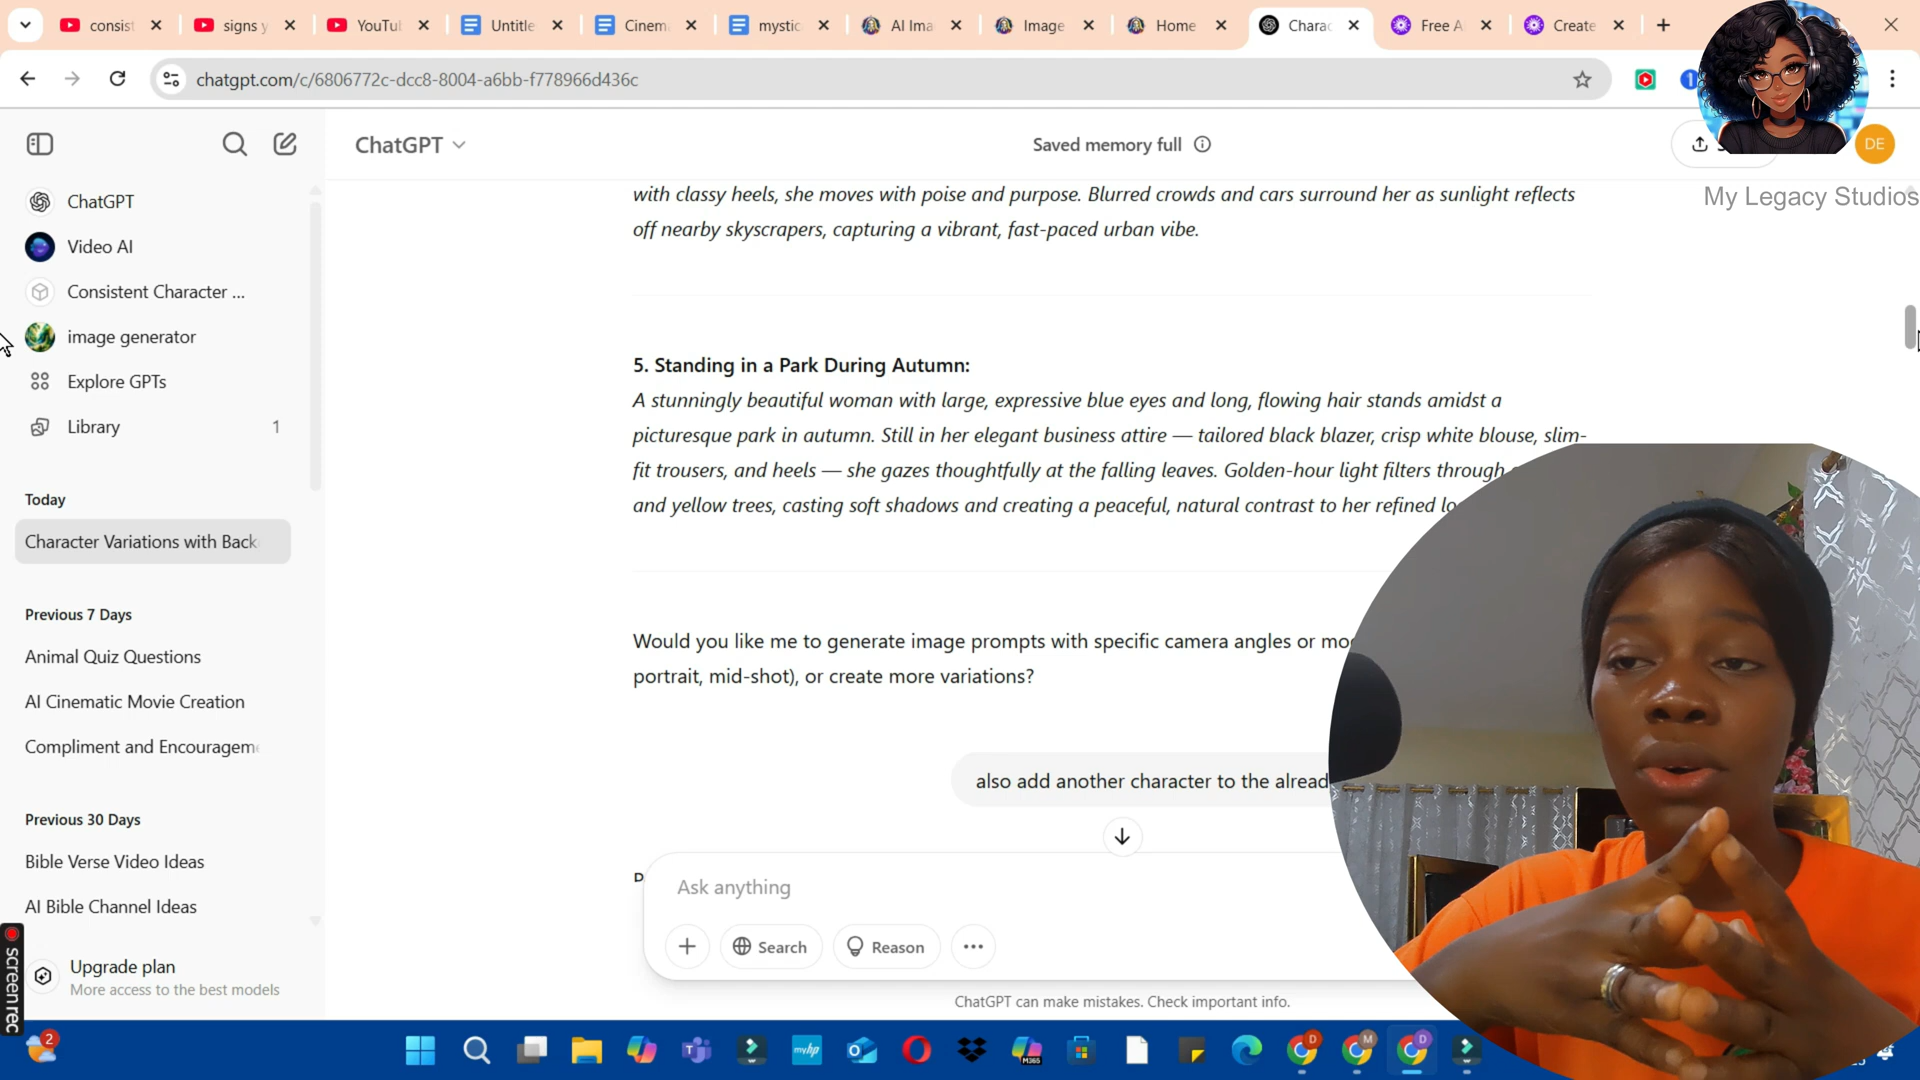 consist
signs y
YouTu
Untitle
Cinem
mystic
AI Ima
Image
Home
Charac
Free A
Create
chatgpt.com/c/6806772c-dcc8-8004-a6bb-f778966d436c
ChatGPT
Saved memory full
DE
My Legacy Studios
ChatGPT
Video AI
Consistent Character ...
image generator
Explore GPTs
Library 1
Today
Character Variations with Back
Previous 7 Days
Animal Quiz Questions
AI Cinematic Movie Creation
Compliment and Encouragem
Previous 30 Days
Bible Verse Video Ideas
AI Bible Channel Ideas
Upgrade plan
More access to the best models
screen rec
with classy heels, she moves with poise and purpose. Blurred crowds and cars surround her as sunlight reflects
off nearby skyscrapers, capturing a vibrant, fast-paced urban vibe.
5. Standing in a Park During Autumn:
A stunningly beautiful woman with large, expressive blue eyes and long, flowing hair stands amidst a
picturesque park in autumn. Still in her elegant business attire — tailored black blazer, crisp white blouse, slim-
fit trousers, and heels — she gazes thoughtfully at the falling leaves. Golden-hour light filters through
and yellow trees, casting soft shadows and creating a peaceful, natural contrast to her refined lo
Would you like me to generate image prompts with specific camera angles or mo
portrait, mid-shot), or create more variations?
also add another character to the alread
D
Ask anything
Search
Reason
ChatGPT can make mistakes. Check important info.
2
myhp
M365
D
M
D